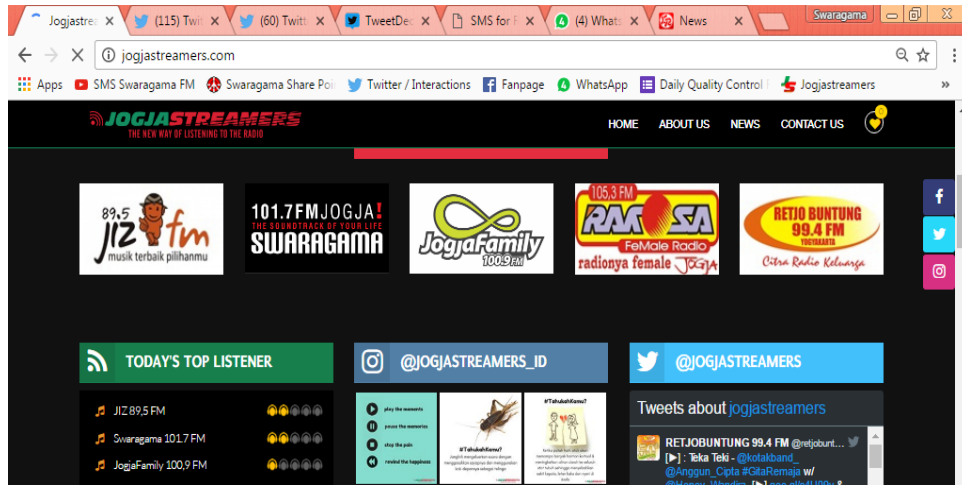 Jogjastre
(115) Twit
(60) Twitt
TweetDec
SMS for F
(4) Whats
News
Swaragama
jogjastreamers.com
Apps
SMS Swaragama FM
Swaragama Share Poi
Twitter / Interactions
Fanpage
WhatsApp
Daily Quality Control
Jogjastreamers
»
JOGJASTREAMERS
THE NEW WAY OF LISTENING TO THE RADIO
HOME
ABOUT US
NEWS
CONTACT US
89.5
jiz fm
musik terbaik pilihanmu
101.7FMJOGJA!
THE SOUNDTRACK OF YOUR LIFE
SWARAGAMA
JogjaFamily
100.9 FM
105,3 FM
RAKOSA
FeMale Radio
radionya female JOGJA
RETJO BUNTUNG
99.4 FM
YOGYAKARTA
Citra Radio Keluarga
TODAY'S TOP LISTENER
JIZ 89,5 FM
Swaragama 101.7 FM
JogjaFamily 100,9 FM
@JOGJASTREAMERS_ID
play the moments
pause the memories
stop the pain
rewind the happiness
#TahukahKamu?
#TahukahKamu?
@JOGJASTREAMERS
Tweets about jogjastreamers
RETJOBUNTUNG 99.4 FM @retjobunt...
[►] : Teka Teki - @kotakband_
@Anggun_Cipta #GitaRemaja w/